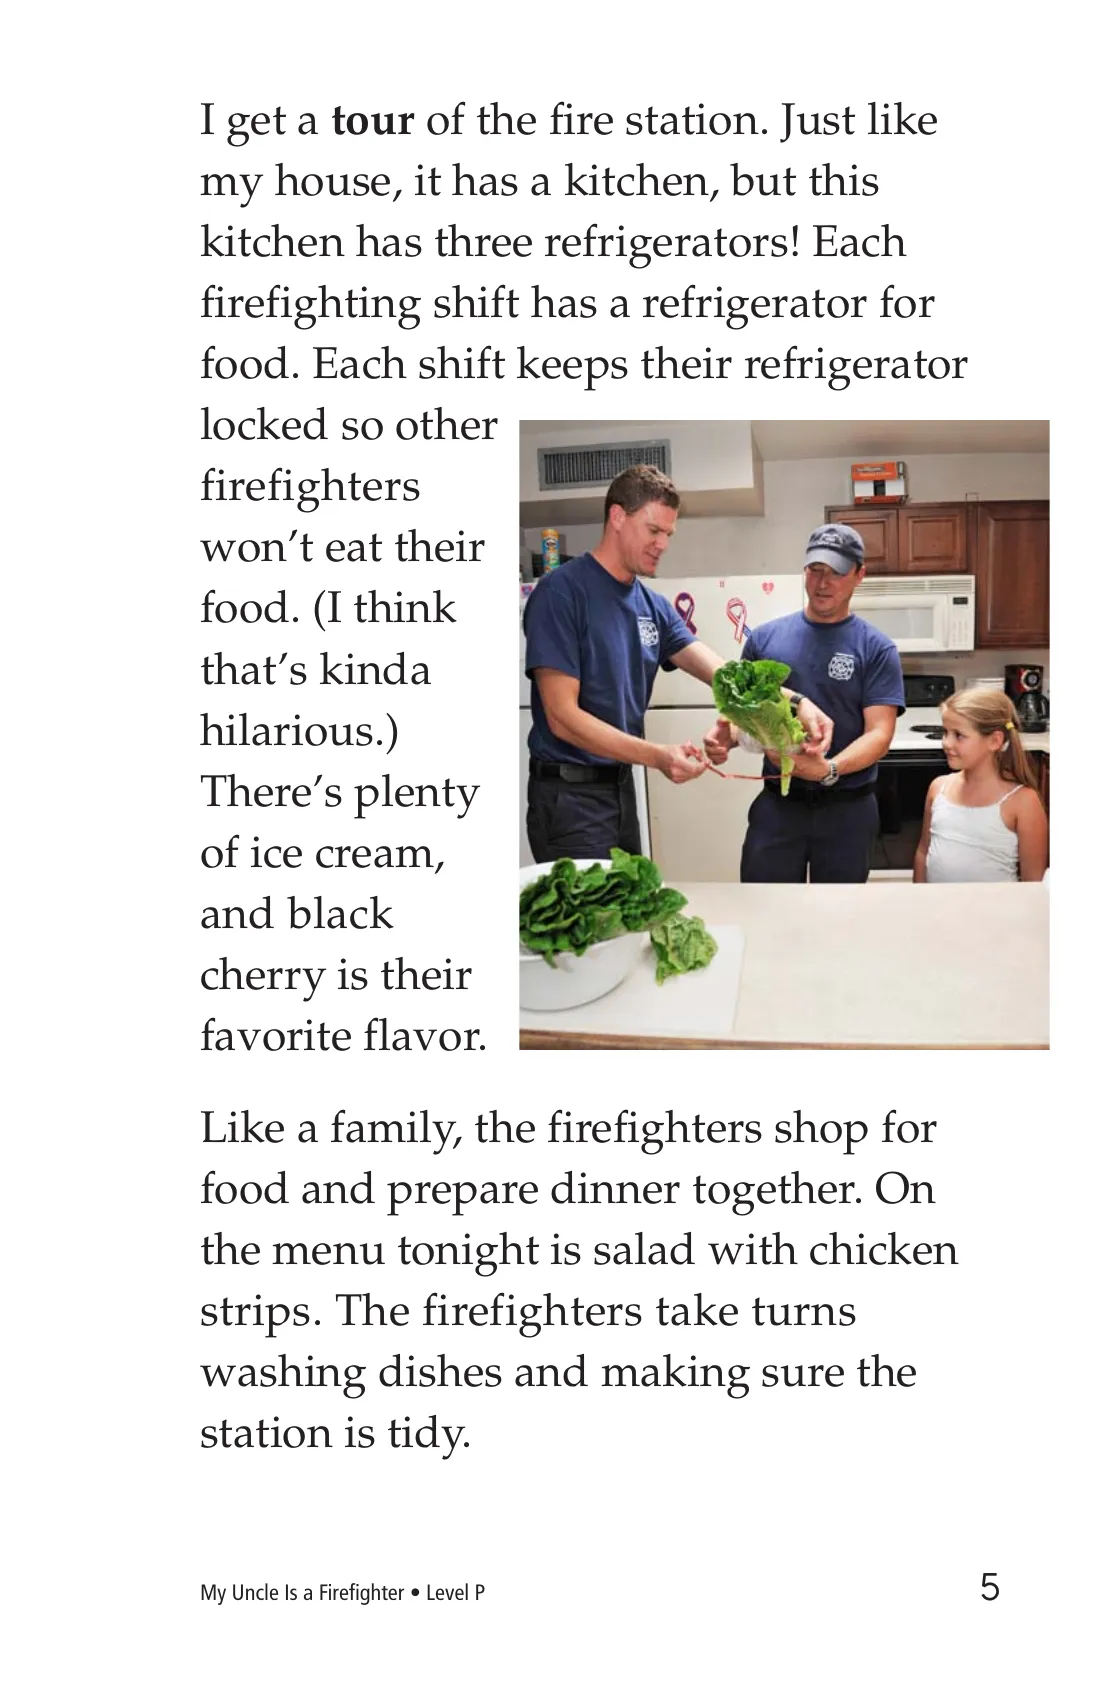 I get a tour of the fire station. Just like
my house, it has a kitchen, but this
kitchen has three refrigerators! Each
firefighting shift has a refrigerator for
food. Each shift keeps their refrigerator
locked so other
firefighters
won’t eat their
food. (I think
that’s kinda
hilarious.)
There’s plenty
of ice cream,
and black
cherry is their
favorite flavor.
Like a family, the firefighters shop for
food and prepare dinner together. On
the menu tonight is salad with chicken
strips. The firefighters take turns
washing dishes and making sure the
station is tidy.
My Uncle Is a Firefighter • Level P
5